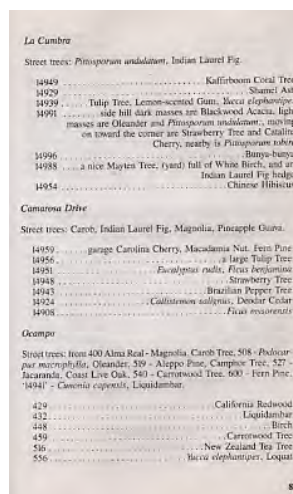 La Cumbra
Street trees: Pittosporum undulatum, Indian Laurel Fig.
14949 Kaffirboom Coral Tree
14929 Shamel Ash
14939 Tulip Tree, Lemon-scented Gum, Yucca elephantipes
14991 side hill dark masses are Blackwood Acacia, light
masses are Oleander and Pittosporum undulatum, moving
on toward the corner are Strawberry Tree and Catalina
Cherry, nearby is Pittosporum tobira
14996 Bunya-bunya
14988 a nice Mayten Tree, (yard) full of White Birch, and an
Indian Laurel Fig hedge
14954 Chinese Hibiscus
Camarosa Drive
Street trees: Carob, Indian Laurel Fig, Magnolia, Pineapple Guava.
14959 garage Carolina Cherry, Macadamia Nut, Fern Pine
14956 a large Tulip Tree
14951 Eucalyptus rudis, Ficus benjamina
14948 Strawberry Tree
14943 Brazilian Pepper Tree
14924 Callistemon salignus, Deodar Cedar
14908 Ficus roxoensis
Ocampo
Street trees: from 400 Alma Real - Magnolia, Carob Tree, 508 - Podocar-
pus macrophylla, Oleander, 519 - Aleppo Pine, Camphor Tree, 527 -
Jacaranda, Coast Live Oak, 540 - Carrotwood Tree, 600 - Fern Pine,
'14941' - Cunonia capensis, Liquidambar.
429 California Redwood
432 Liquidambar
448 Birch
459 Carrotwood Tree
516 New Zealand Tea Tree
556 Yucca elephantipes, Loquat
8